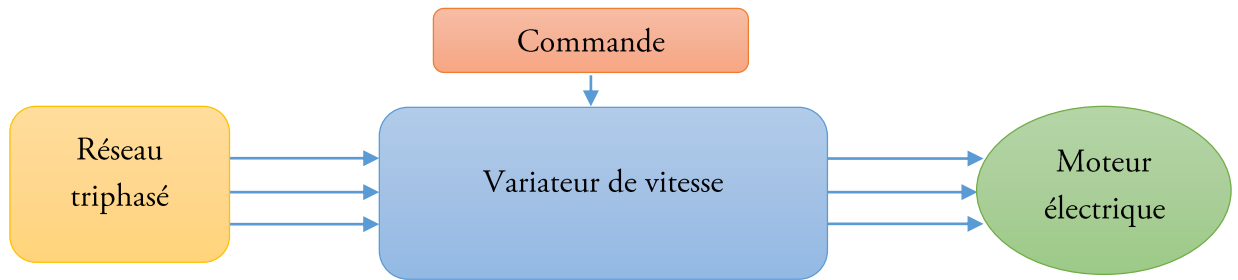 Commande
Réseau
triphasé
Variateur de vitesse
Moteur
électrique